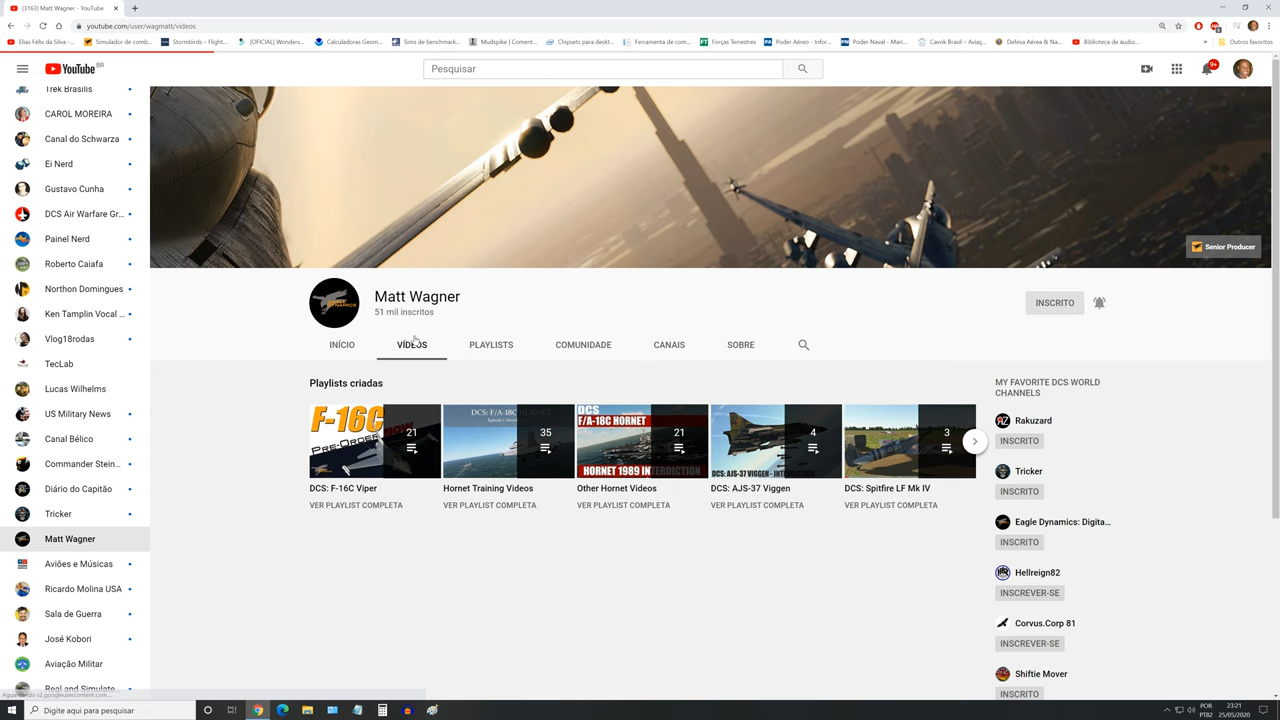 (3163) Matt Wagner - YouTube
youtube.com/user/wagmatt/videos
Elias Félix da Silva -... Simulador de comb... Stormbirds – Flight... [OFICIAL] Wonders... Calculadoras Geom... Sims de benchmark... Mudspike | Coment... Chipsets para deskt... Ferramenta de com... Forças Terrestres Poder Aéreo - Infor... Poder Naval - Mari... Cavok Brasil – Aviaç... Defesa Aérea & Na... Biblioteca de áudio... » Outros favoritos
YouTube BR
Pesquisar
9+
Trek Brasilis
CAROL MOREIRA
Canal do Schwarza
Ei Nerd
Gustavo Cunha
DCS Air Warfare Gr...
Painel Nerd
Roberto Caiafa
Northon Domingues
Ken Tamplin Vocal ...
Vlog18rodas
TecLab
Lucas Wilhelms
US Military News
Canal Bélico
Commander Stein...
Diário do Capitão
Tricker
Matt Wagner
Aviões e Músicas
Ricardo Molina USA
Sala de Guerra
José Kobori
Aviação Militar
Real and Simulate...
Senior Producer
Matt Wagner
51 mil inscritos
INSCRITO
INÍCIO VÍDEOS PLAYLISTS COMUNIDADE CANAIS SOBRE
Playlists criadas
F-16C
PRE-ORDER NOW
21
DCS: F-16C Viper
VER PLAYLIST COMPLETA
DCS: F/A-18C HORNET
35
Hornet Training Videos
VER PLAYLIST COMPLETA
DCS
F/A-18C HORNET
HORNET 1989 INTERDICTION
21
Other Hornet Videos
VER PLAYLIST COMPLETA
DCS: AJS-37 VIGGEN - INTERDICTION
4
DCS: AJS-37 Viggen
VER PLAYLIST COMPLETA
3
DCS: Spitfire LF Mk IV
VER PLAYLIST COMPLETA
MY FAVORITE DCS WORLD
CHANNELS
Rakuzard
INSCRITO
Tricker
INSCRITO
Eagle Dynamics: Digita...
INSCRITO
Hellreign82
INSCREVER-SE
Corvus.Corp 81
INSCREVER-SE
Shiftie Mover
INSCRITO
Aguardando s2.googleusercontent.com...
Digite aqui para pesquisar
POR
PTB2
23:21
25/05/2020